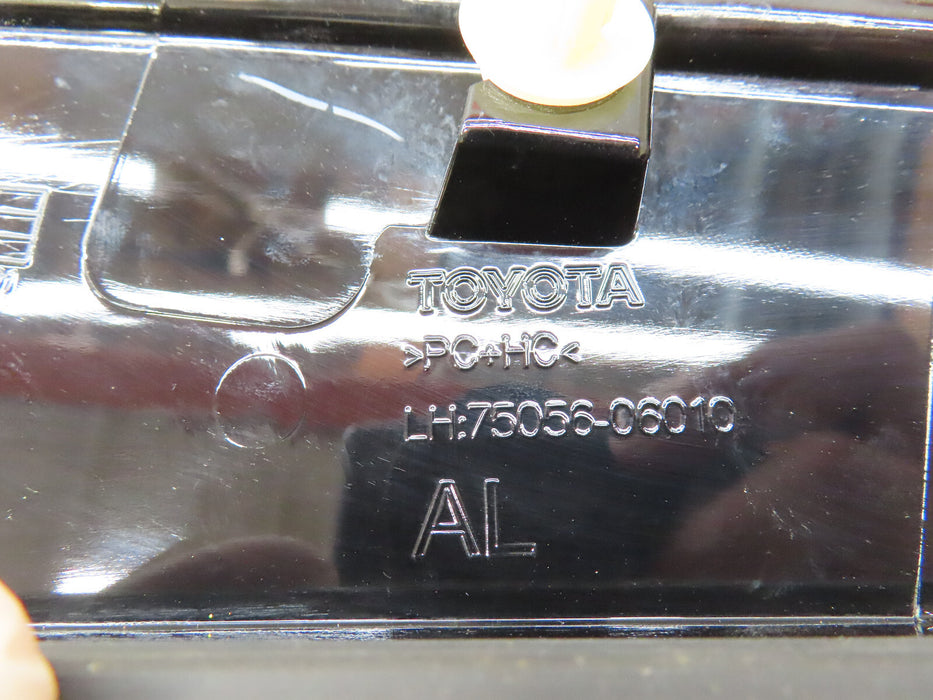 TOYOTA
>PC+HC<
LH:75056-06010
AL